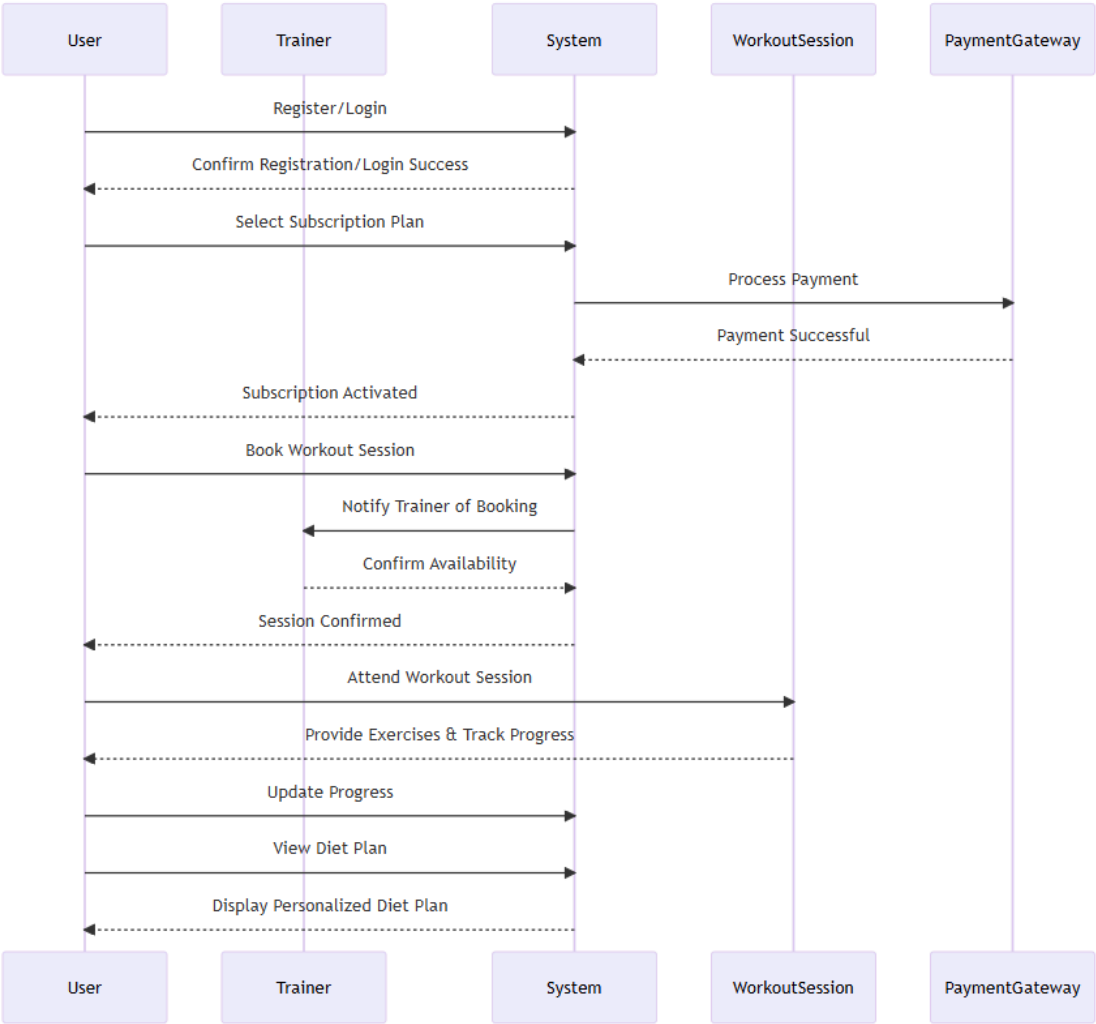 User
Trainer
System
WorkoutSession
PaymentGateway
Register/Login
Confirm Registration/Login Success
Select Subscription Plan
Process Payment
Payment Successful
Subscription Activated
Book Workout Session
Notify Trainer of Booking
Confirm Availability
Session Confirmed
Attend Workout Session
Provide Exercises & Track Progress
Update Progress
View Diet Plan
Display Personalized Diet Plan
User
Trainer
System
WorkoutSession
PaymentGateway